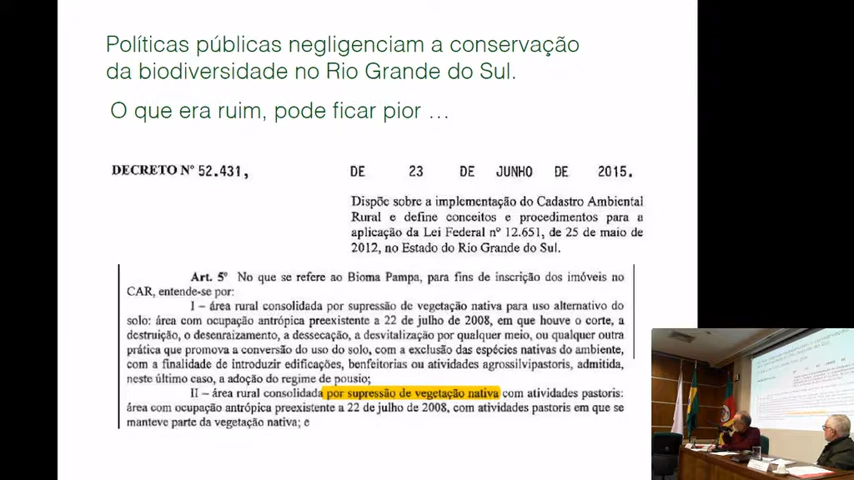 Políticas públicas negligenciam a conservação
da biodiversidade no Rio Grande do Sul.
O que era ruim, pode ficar pior ...
DECRETO Nº 52.431, DE 23 DE JUNHO DE 2015.
Dispõe sobre a implementação do Cadastro Ambiental
Rural e define conceitos e procedimentos para a
aplicação da Lei Federal nº 12.651, de 25 de maio de
2012, no Estado do Rio Grande do Sul.
Art. 5º No que se refere ao Bioma Pampa, para fins de inscrição dos imóveis no
CAR, entende-se por:
I – área rural consolidada por supressão de vegetação nativa para uso alternativo do
solo: área com ocupação antrópica preexistente a 22 de julho de 2008, em que houve o corte, a
destruição, o desenraizamento, a dessecação, a desvitalização por qualquer meio, ou qualquer outra
prática que promova a conversão do uso do solo, com a exclusão das espécies nativas do ambiente,
com a finalidade de introduzir edificações, benfeitorias ou atividades agrossilvipastoris, admitida,
neste último caso, a adoção do regime de pousio;
II – área rural consolidada por supressão de vegetação nativa com atividades pastoris:
área com ocupação antrópica preexistente a 22 de julho de 2008, com atividades pastoris em que se
manteve parte da vegetação nativa; e